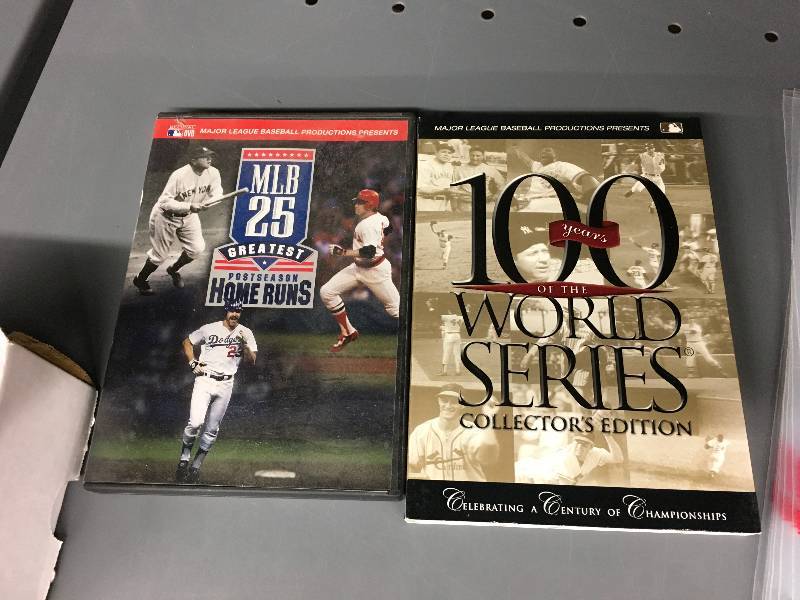 DVD
MAJOR LEAGUE BASEBALL PRODUCTIONS PRESENTS
MLB
25
GREATEST
POSTSEASON
HOME RUNS
NEW YORK
Dodgers
MAJOR LEAGUE BASEBALL PRODUCTIONS PRESENTS
100
years
OF THE
WORLD
SERIES®
COLLECTOR'S EDITION
CELEBRATING A CENTURY OF CHAMPIONSHIPS